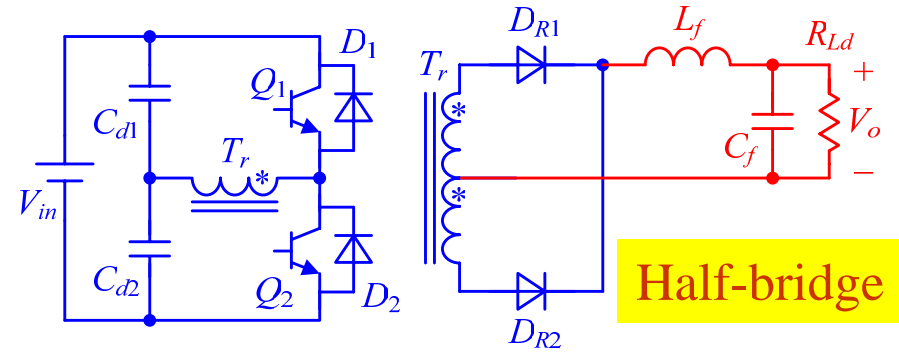 D1
DR1
Lf
RLd
Tr
Q1
+
Cd1
*
Tr
*
Cf
Vo
*
Vin
−
Cd2
Q2
D2
DR2
Half-bridge